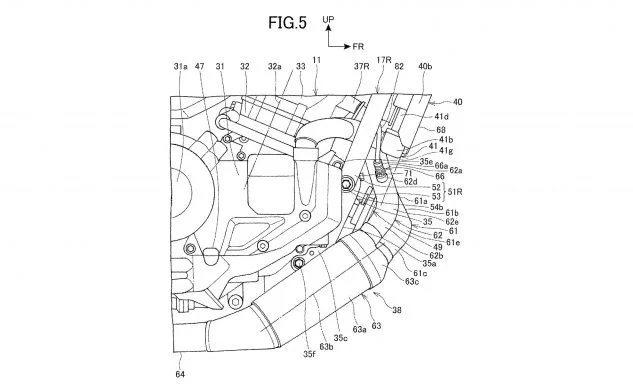 FIG.5
UP
FR
31a 47 31 32 32a 33 11 37R 17R 82 40b
40
41d
68
41b
41
41g
35e
62a
66a
66
71
62d
52
51R
53
61a
54b
35
61b
62e
62
61
49
61e
62b
35a
61c
63c
38
63
63a
35c
63b
35f
64